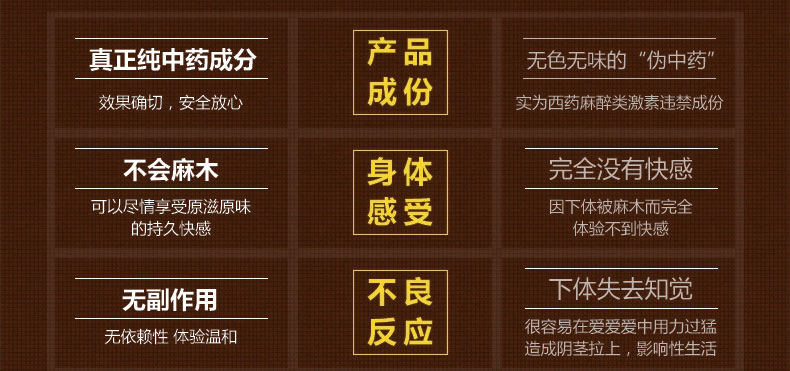 真正纯中药成分
效果确切，安全放心
产品
成份
无色无味的“伪中药”
实为西药麻醉类激素违禁成份
不会麻木
可以尽情享受原滋原味
的持久快感
身体
感受
完全没有快感
因下体被麻木而完全
体验不到快感
无副作用
无依赖性 体验温和
不良
反应
下体失去知觉
很容易在爱爱爱中用力过猛
造成阴茎拉上，影响性生活